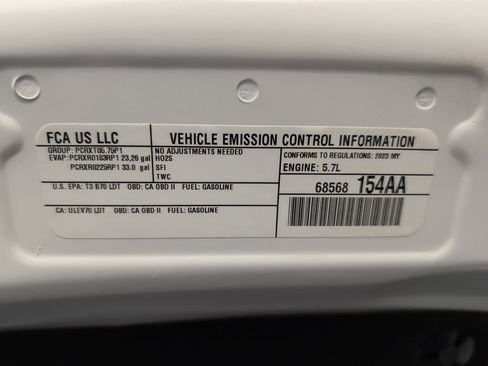 FCA US LLC
VEHICLE EMISSION CONTROL INFORMATION
GROUP: PCRXT05.75P1
EVAP: PCRXR0183RP1 23,26 gal
PCRXR0225RP1 33.0 gal
NO ADJUSTMENTS NEEDED
HO2S
SFI
TWC
CONFORMS TO REGULATIONS: 2023 MY
ENGINE: 5.7L
U.S. EPA: T3 B70 LDT OBD: CA OBD II FUEL: GASOLINE
68568 154AA
CA: ULEV70 LDT OBD: CA OBD II FUEL: GASOLINE